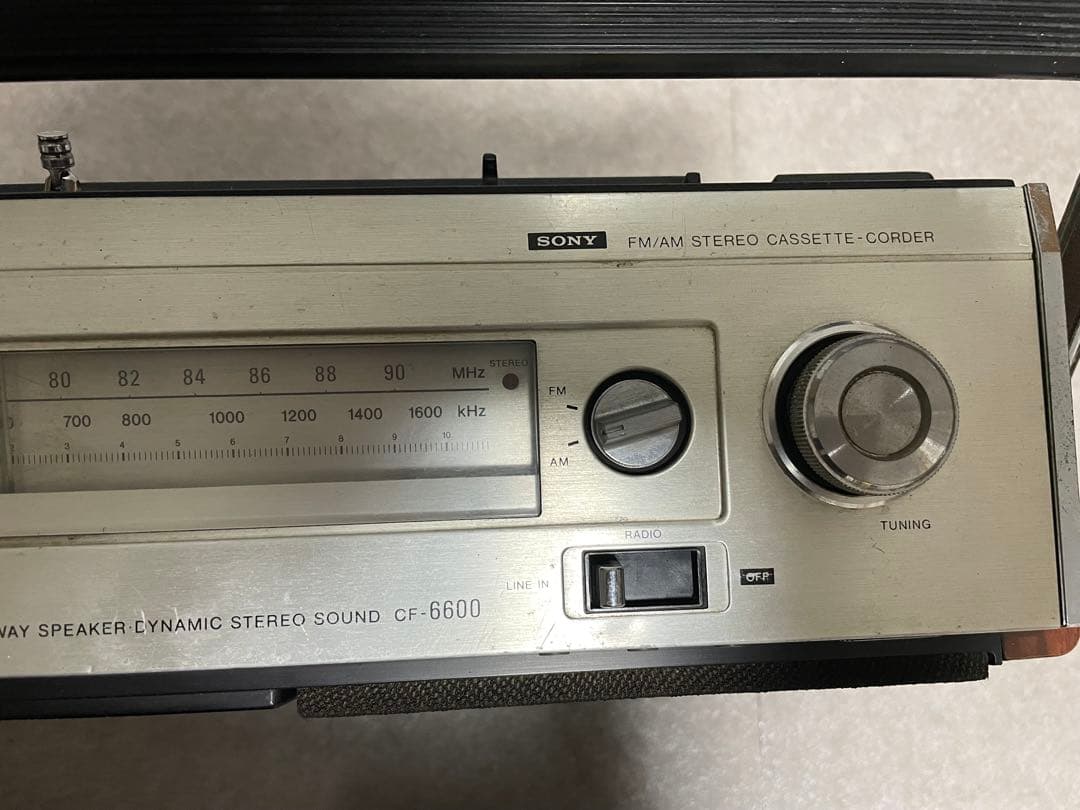 SONY FM/AM STEREO CASSETTE-CORDER
STEREO
80 82 84 86 88 90 MHz
700 800 1000 1200 1400 1600 kHz
3 4 5 6 7 8 9 10
FM
AM
TUNING
RADIO
LINE IN
OFF
WAY SPEAKER·DYNAMIC STEREO SOUND CF-6600